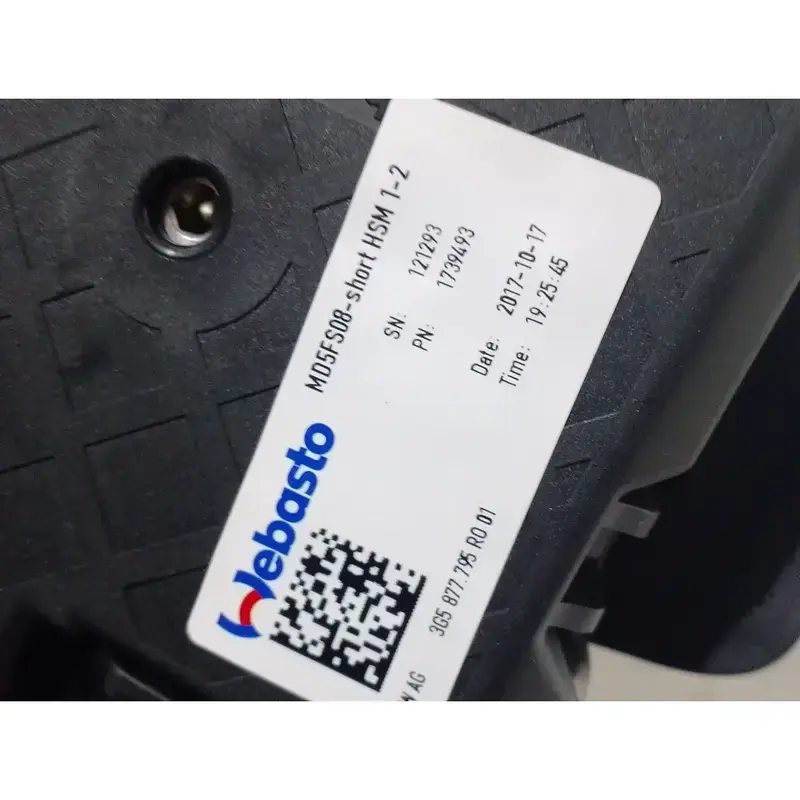 Webasto
MD5FS08-short HSM 1-2
SN: 121293
PN: 1739493
Date: 2017-10-17
Time: 19:25:45
AG 3G5 877.795 R0 01